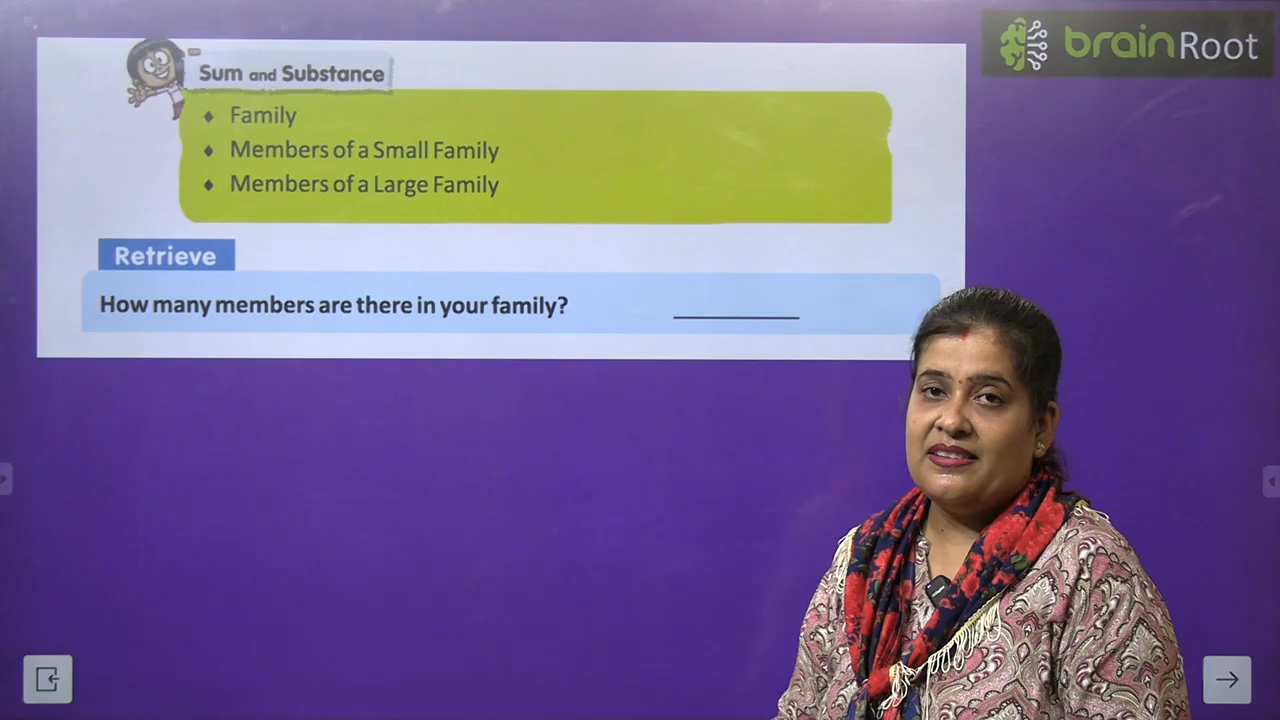 brainRoot
Sum and Substance
♦ Family
♦ Members of a Small Family
♦ Members of a Large Family
Retrieve
How many members are there in your family? __________